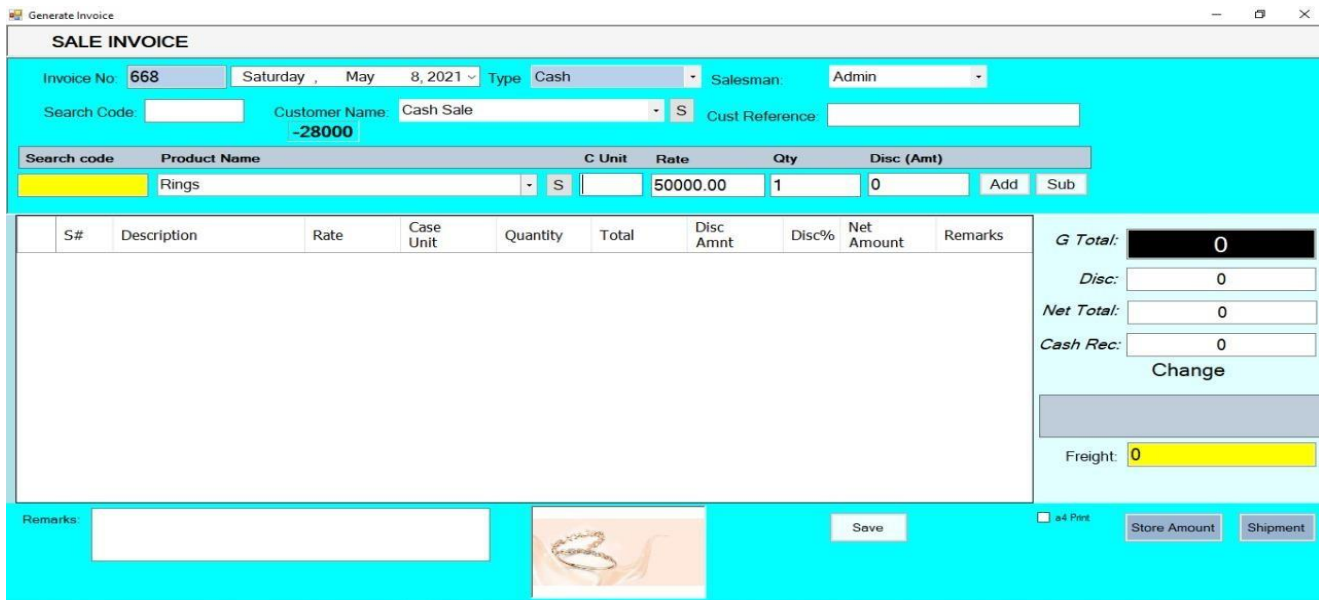 Generate Invoice
SALE INVOICE
Invoice No: 668 Saturday , May 8, 2021 Type Cash Salesman: Admin
Search Code: Customer Name: Cash Sale S Cust Reference:
-28000
Search code Product Name C Unit Rate Qty Disc (Amt)
Rings S 50000.00 1 0 Add Sub
S# Description Rate Case Unit Quantity Total Disc Amnt Disc% Net Amount Remarks
G Total: 0
Disc: 0
Net Total: 0
Cash Rec: 0
Change
Freight: 0
Remarks: Save a4 Print Store Amount Shipment